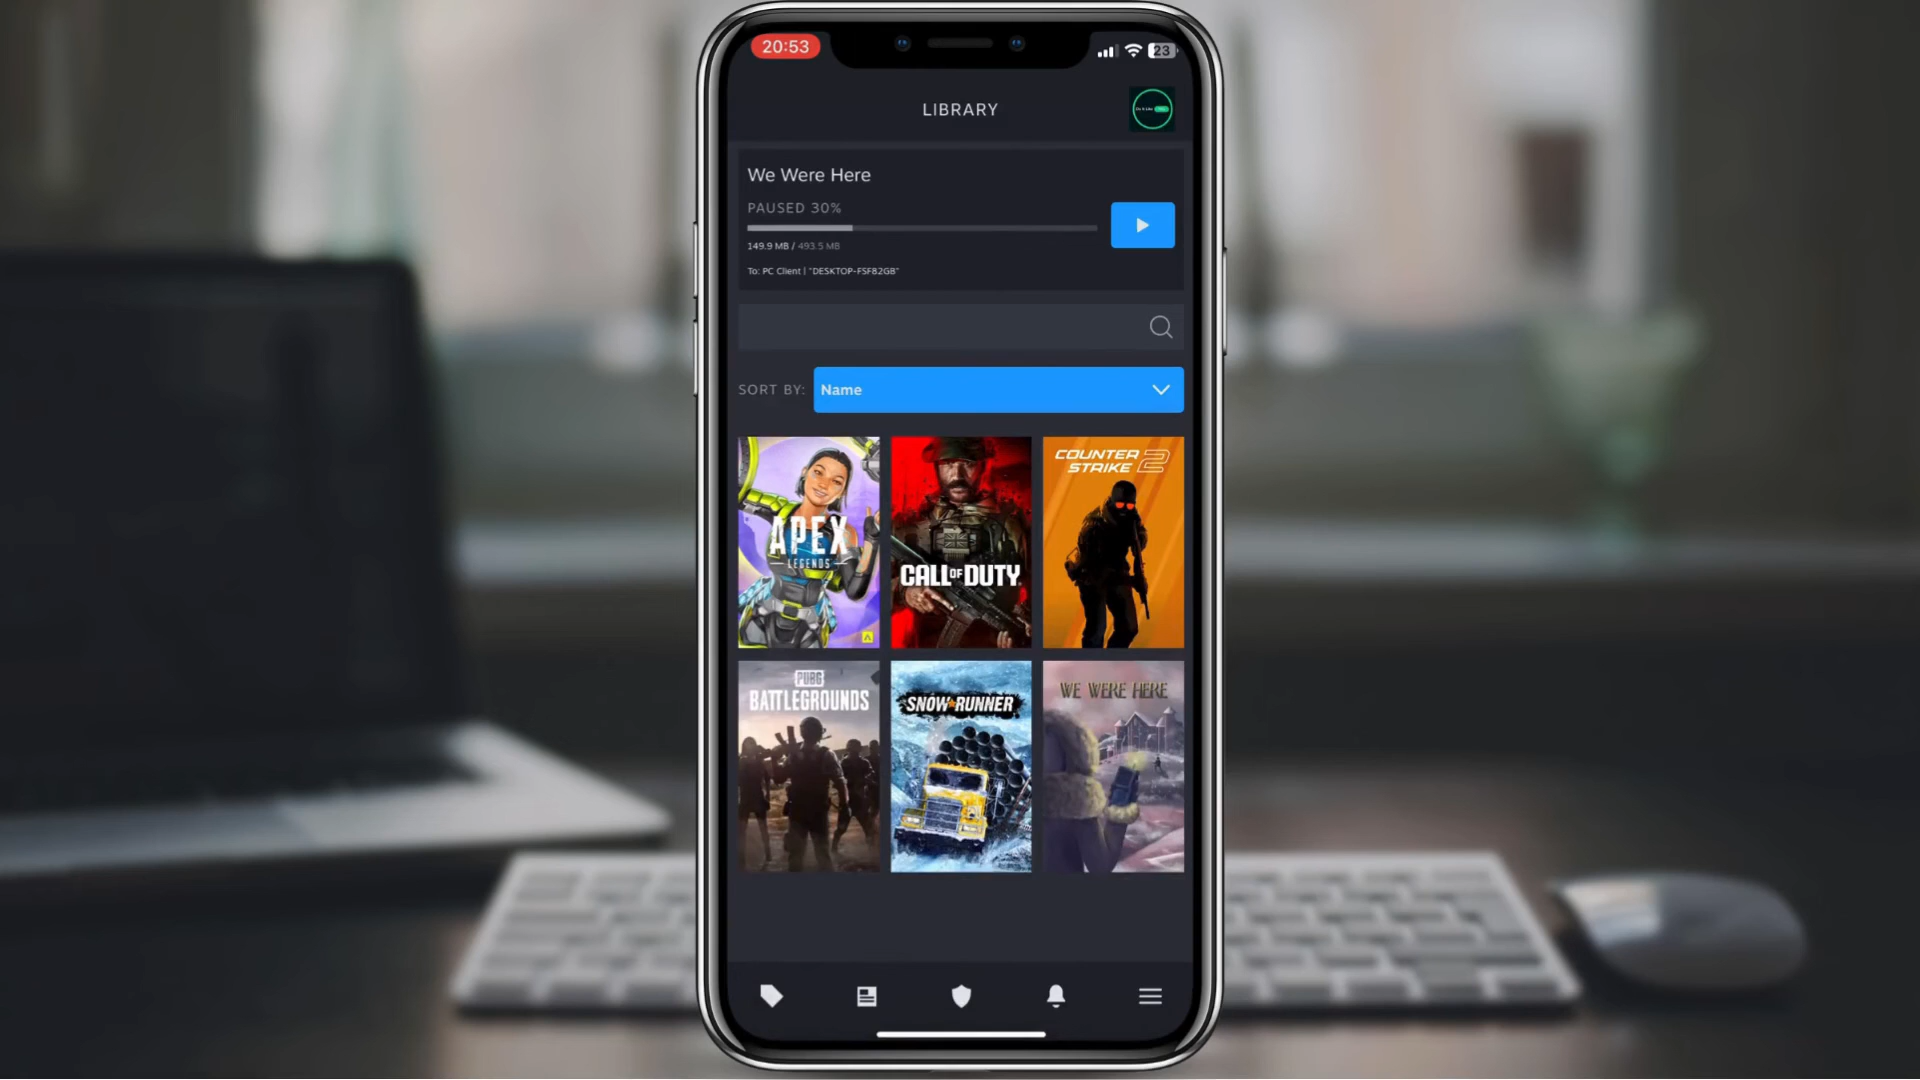 20:53
23
LIBRARY
We Were Here
PAUSED 30%
149.9 MB / 493.5 MB
To: PC Client | "DESKTOP-FSF82GB"
SORT BY:
Name
APEX
LEGENDS
CALL OF DUTY
COUNTER
STRIKE 2
PUBG
BATTLEGROUNDS
SNOWRUNNER
WE WERE HERE